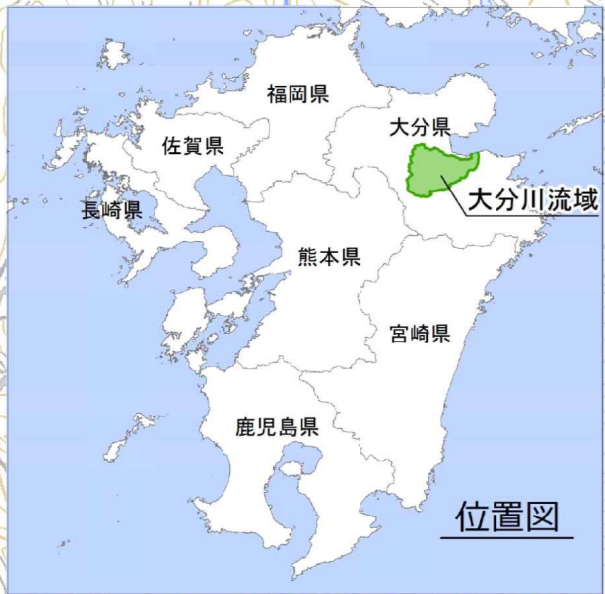 福岡県
大分県
佐賀県
大分川流域
長崎県
熊本県
宮崎県
鹿児島県
位置図